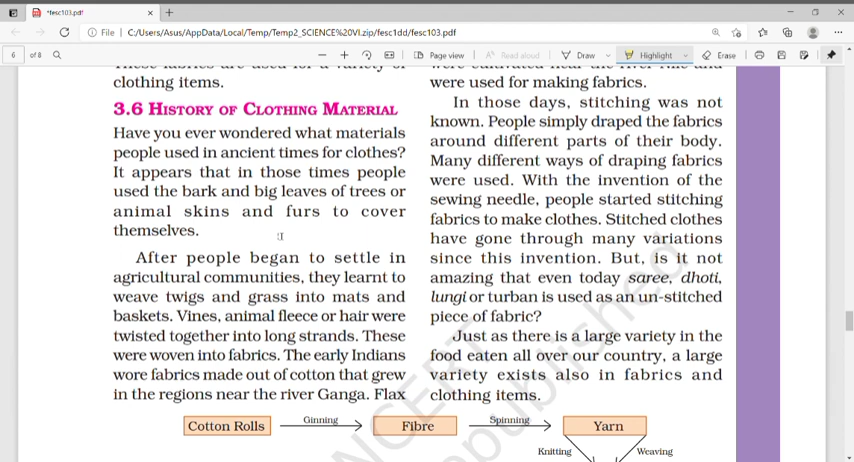 *fesc103.pdf
File | C:/Users/Asus/AppData/Local/Temp/Temp2_SCIENCE%20VI.zip/fesc1dd/fesc103.pdf
6 of 8
Page view | Read aloud | Draw Highlight Erase
clothing items.
3.6 HISTORY OF CLOTHING MATERIAL
Have you ever wondered what materials
people used in ancient times for clothes?
It appears that in those times people
used the bark and big leaves of trees or
animal skins and furs to cover
themselves.
After people began to settle in
agricultural communities, they learnt to
weave twigs and grass into mats and
baskets. Vines, animal fleece or hair were
twisted together into long strands. These
were woven into fabrics. The early Indians
wore fabrics made out of cotton that grew
in the regions near the river Ganga. Flax
were used for making fabrics.
In those days, stitching was not
known. People simply draped the fabrics
around different parts of their body.
Many different ways of draping fabrics
were used. With the invention of the
sewing needle, people started stitching
fabrics to make clothes. Stitched clothes
have gone through many variations
since this invention. But, is it not
amazing that even today saree, dhoti,
lungi or turban is used as an un-stitched
piece of fabric?
Just as there is a large variety in the
food eaten all over our country, a large
variety exists also in fabrics and
clothing items.
Cotton Rolls Ginning Fibre Spinning Yarn
Knitting Weaving
NCERT
republished